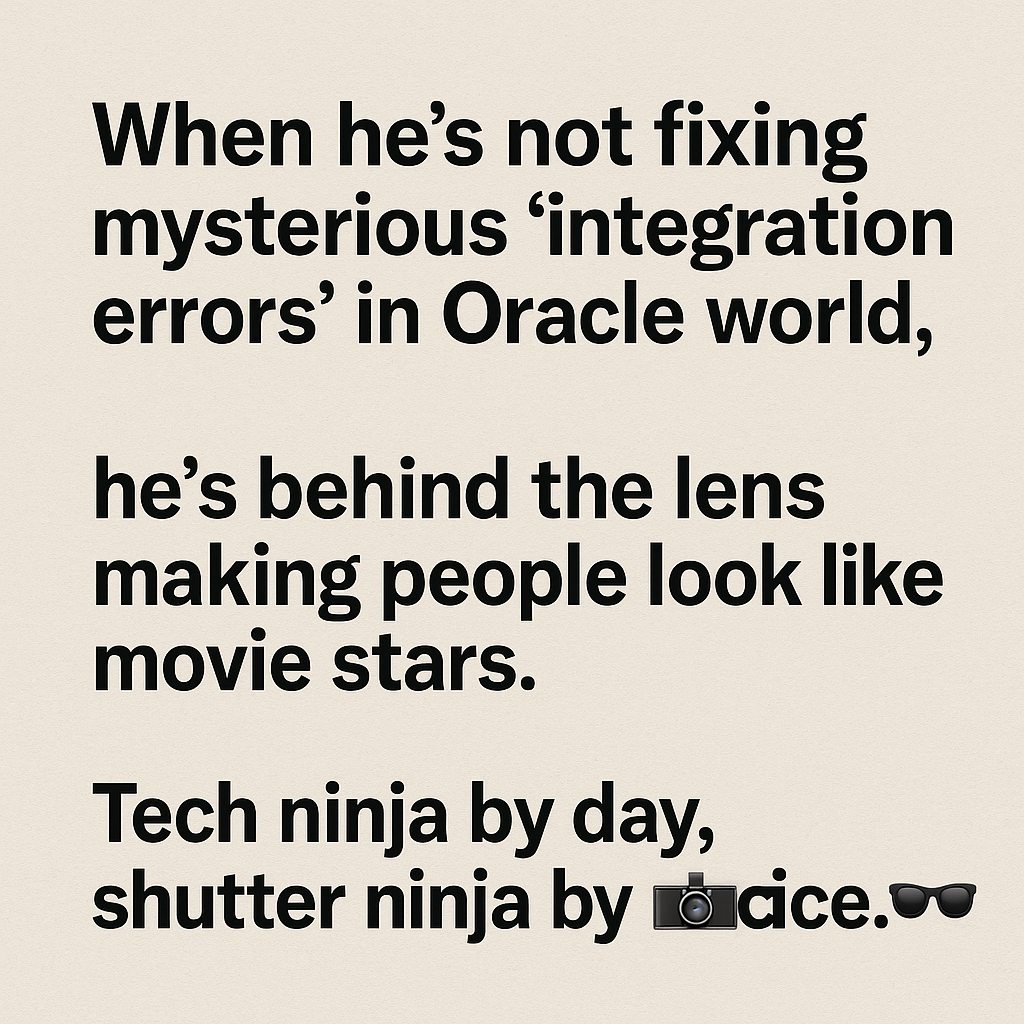 When he’s not fixing
mysterious ‘integration
errors’ in Oracle world,
he’s behind the lens
making people look like
movie stars.
Tech ninja by day,
shutter ninja by 📷aice.🕶️